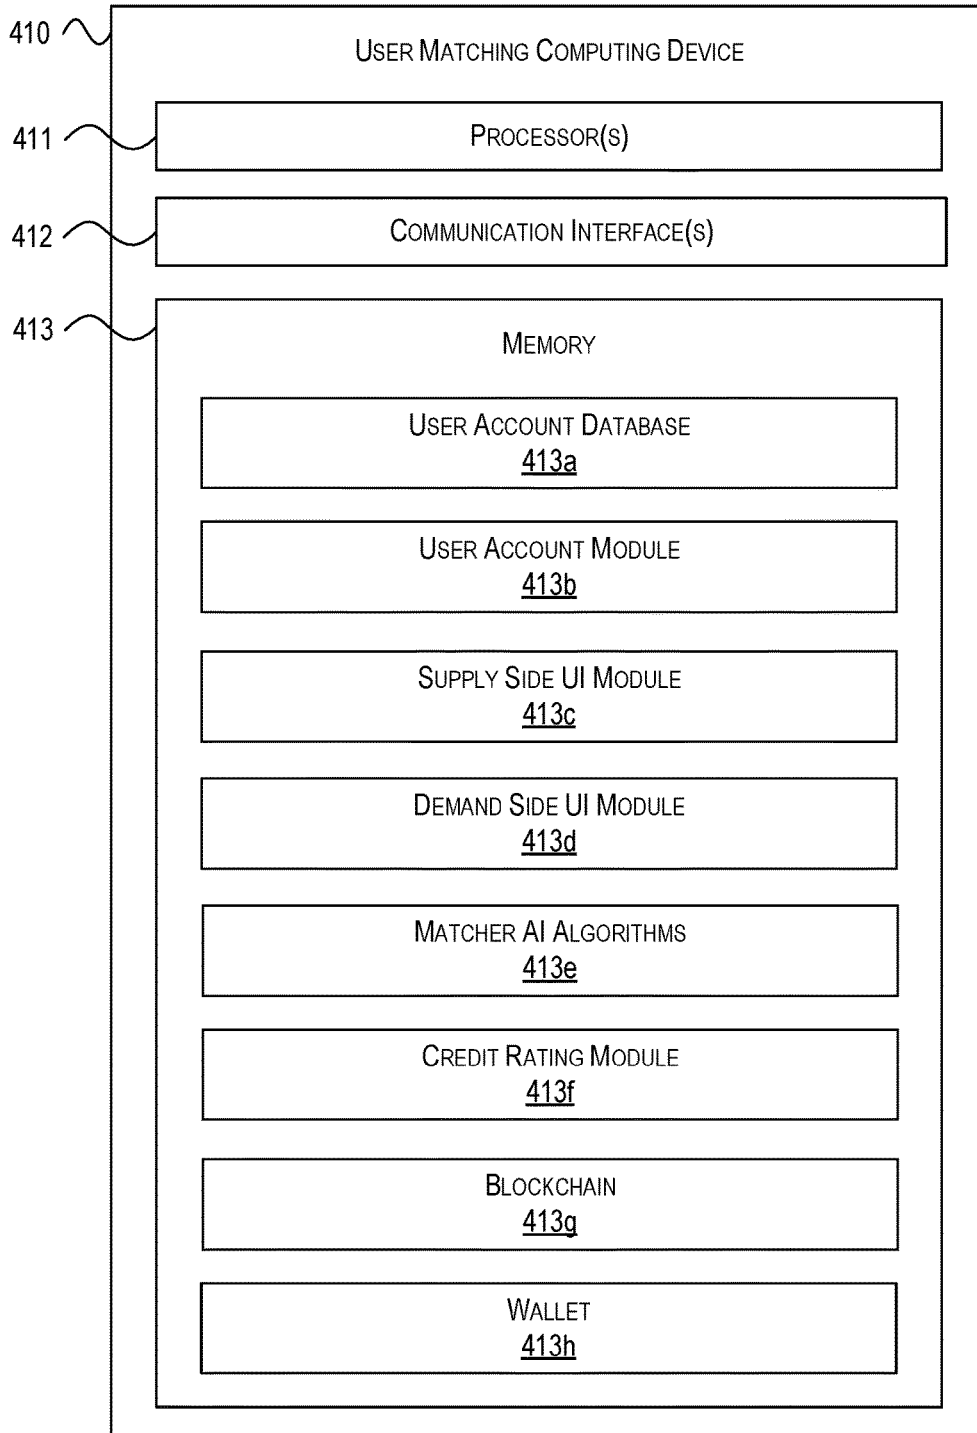 410
USER MATCHING COMPUTING DEVICE
411
PROCESSOR(S)
412
COMMUNICATION INTERFACE(S)
413
MEMORY
USER ACCOUNT DATABASE
413a
USER ACCOUNT MODULE
413b
SUPPLY SIDE UI MODULE
413c
DEMAND SIDE UI MODULE
413d
MATCHER AI ALGORITHMS
413e
CREDIT RATING MODULE
413f
BLOCKCHAIN
413g
WALLET
413h